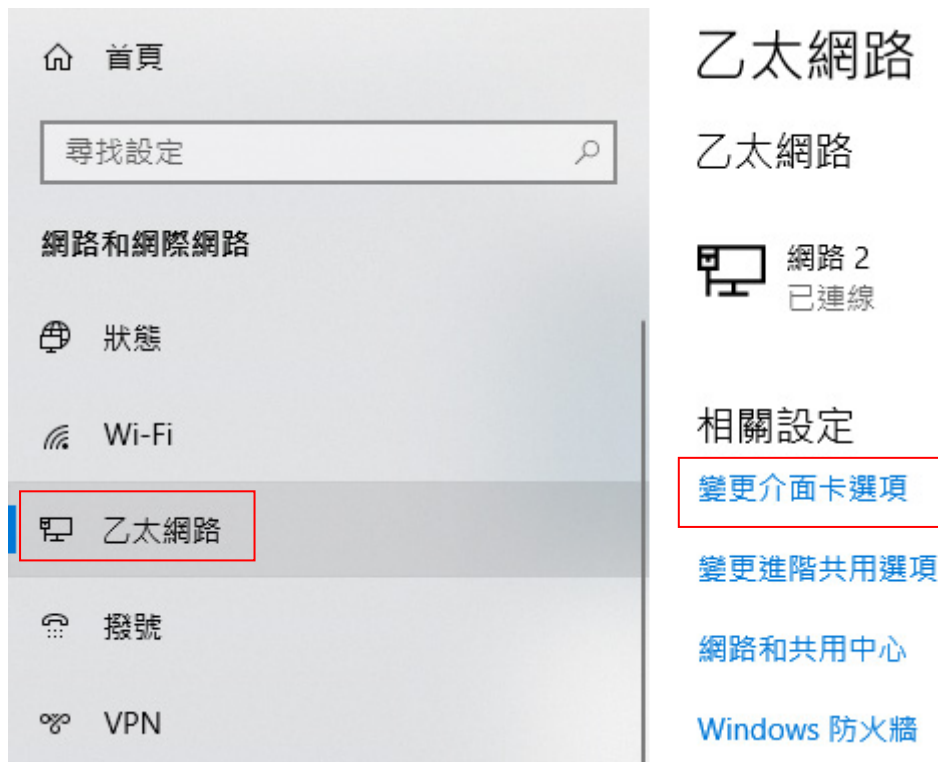 首頁
尋找設定
網路和網際網路
狀態
Wi-Fi
乙太網路
撥號
VPN
乙太網路
乙太網路
網路 2
已連線
相關設定
變更介面卡選項
變更進階共用選項
網路和共用中心
Windows 防火牆